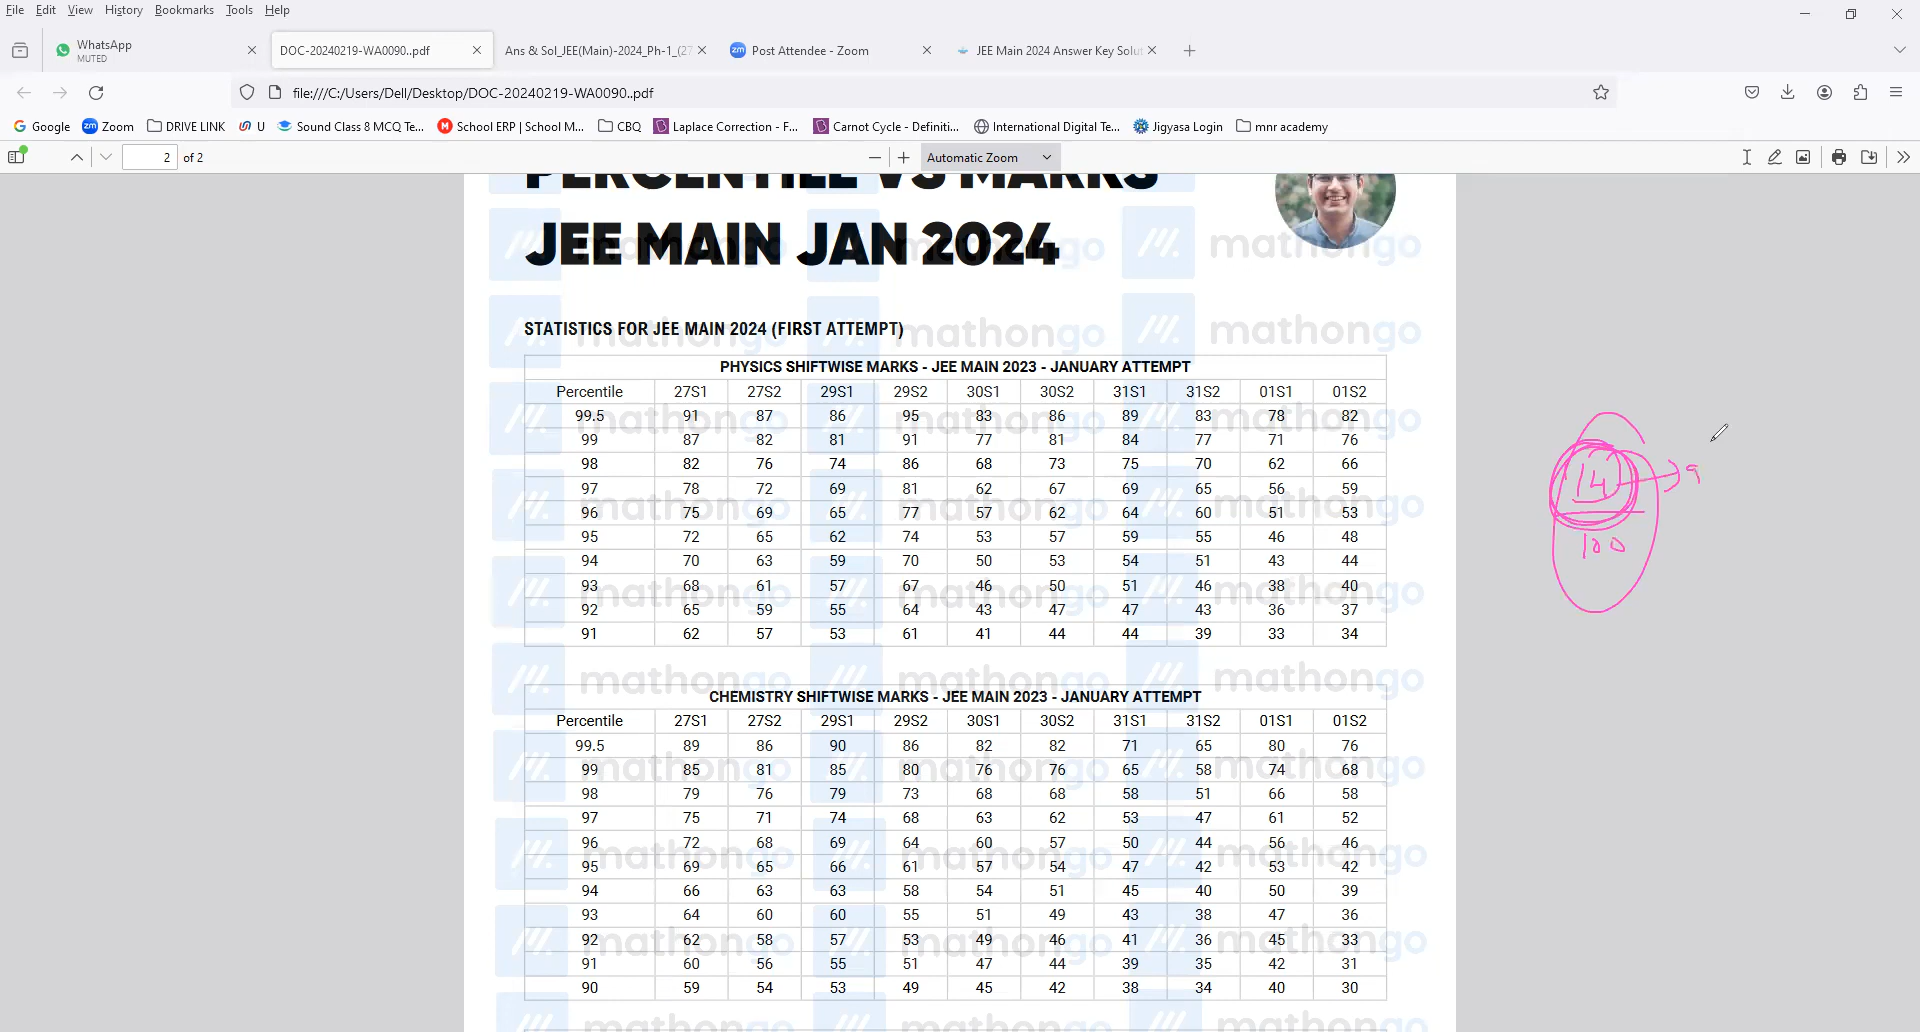 File Edit View History Bookmarks Tools Help
WhatsApp
MUTED
DOC-20240219-WA0090..pdf
Ans & Sol_JEE(Main)-2024_Ph-1_(27
Post Attendee - Zoom
JEE Main 2024 Answer Key Solut
file:///C:/Users/Dell/Desktop/DOC-20240219-WA0090..pdf
Google Zoom DRIVE LINK U Sound Class 8 MCQ Te... School ERP | School M... CBQ Laplace Correction - F... Carnot Cycle - Definiti... International Digital Te... Jigyasa Login mnr academy
2 of 2 Automatic Zoom
PERCENTILE VS MARKS
JEE MAIN JAN 2024
STATISTICS FOR JEE MAIN 2024 (FIRST ATTEMPT)
PHYSICS SHIFTWISE MARKS - JEE MAIN 2023 - JANUARY ATTEMPT
Percentile 27S1 27S2 29S1 29S2 30S1 30S2 31S1 31S2 01S1 01S2
99.5 91 87 86 95 83 86 89 83 78 82
99 87 82 81 91 77 81 84 77 71 76
98 82 76 74 86 68 73 75 70 62 66
97 78 72 69 81 62 67 69 65 56 59
96 75 69 65 77 57 62 64 60 51 53
95 72 65 62 74 53 57 59 55 46 48
94 70 63 59 70 50 53 54 51 43 44
93 68 61 57 67 46 50 51 46 38 40
92 65 59 55 64 43 47 47 43 36 37
91 62 57 53 61 41 44 44 39 33 34
CHEMISTRY SHIFTWISE MARKS - JEE MAIN 2023 - JANUARY ATTEMPT
Percentile 27S1 27S2 29S1 29S2 30S1 30S2 31S1 31S2 01S1 01S2
99.5 89 86 90 86 82 82 71 65 80 76
99 85 81 85 80 76 76 65 58 74 68
98 79 76 79 73 68 68 58 51 66 58
97 75 71 74 68 63 62 53 47 61 52
96 72 68 69 64 60 57 50 44 56 46
95 69 65 66 61 57 54 47 42 53 42
94 66 63 63 58 54 51 45 40 50 39
93 64 60 60 55 51 49 43 38 47 36
92 62 58 57 53 49 46 41 36 45 33
91 60 56 55 51 47 44 39 35 42 31
90 59 54 53 49 45 42 38 34 40 30
14
100
mathongo